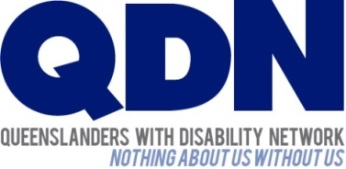 QDN
QUEENSLANDERS WITH DISABILITY NETWORK
NOTHING ABOUT US WITHOUT US